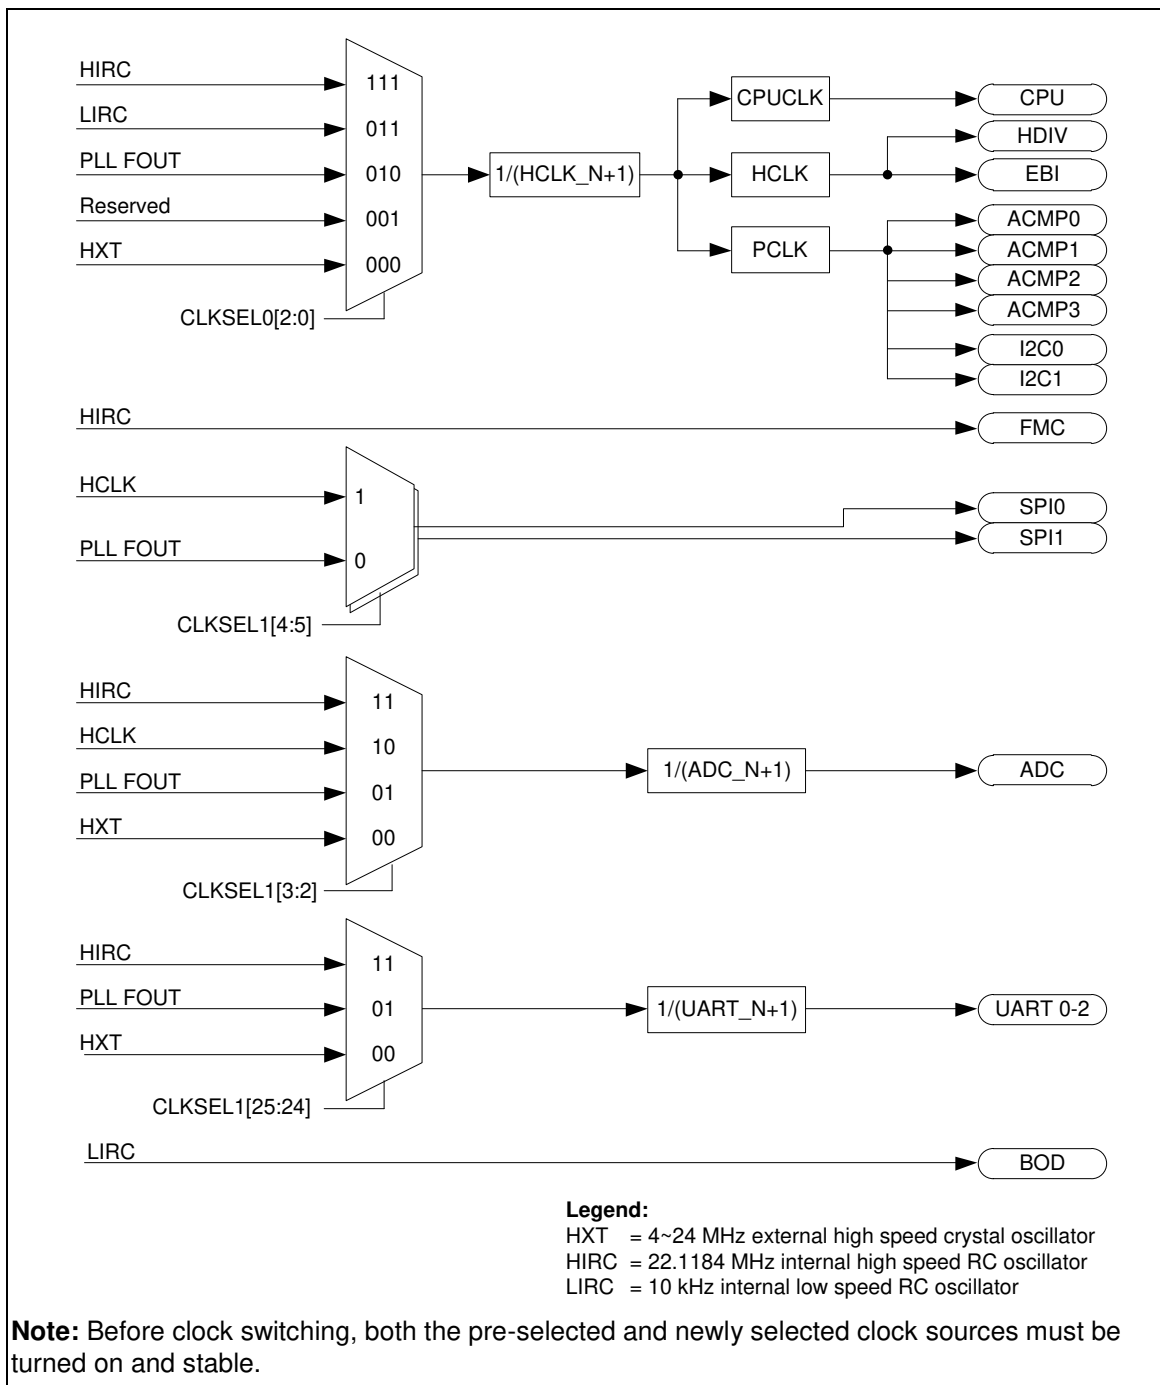 HIRC
LIRC
PLL FOUT
Reserved
HXT
111
011
010
001
000
CLKSEL0[2:0]
1/(HCLK_N+1)
CPUCLK
HCLK
PCLK
CPU
HDIV
EBI
ACMP0
ACMP1
ACMP2
ACMP3
I2C0
I2C1
HIRC
FMC
HCLK
PLL FOUT
1
0
CLKSEL1[4:5]
SPI0
SPI1
HIRC
HCLK
PLL FOUT
HXT
11
10
01
00
CLKSEL1[3:2]
1/(ADC_N+1)
ADC
HIRC
PLL FOUT
HXT
11
01
00
CLKSEL1[25:24]
1/(UART_N+1)
UART 0-2
LIRC
BOD
Legend:
HXT = 4~24 MHz external high speed crystal oscillator
HIRC = 22.1184 MHz internal high speed RC oscillator
LIRC = 10 kHz internal low speed RC oscillator
Note: Before clock switching, both the pre-selected and newly selected clock sources must be
turned on and stable.